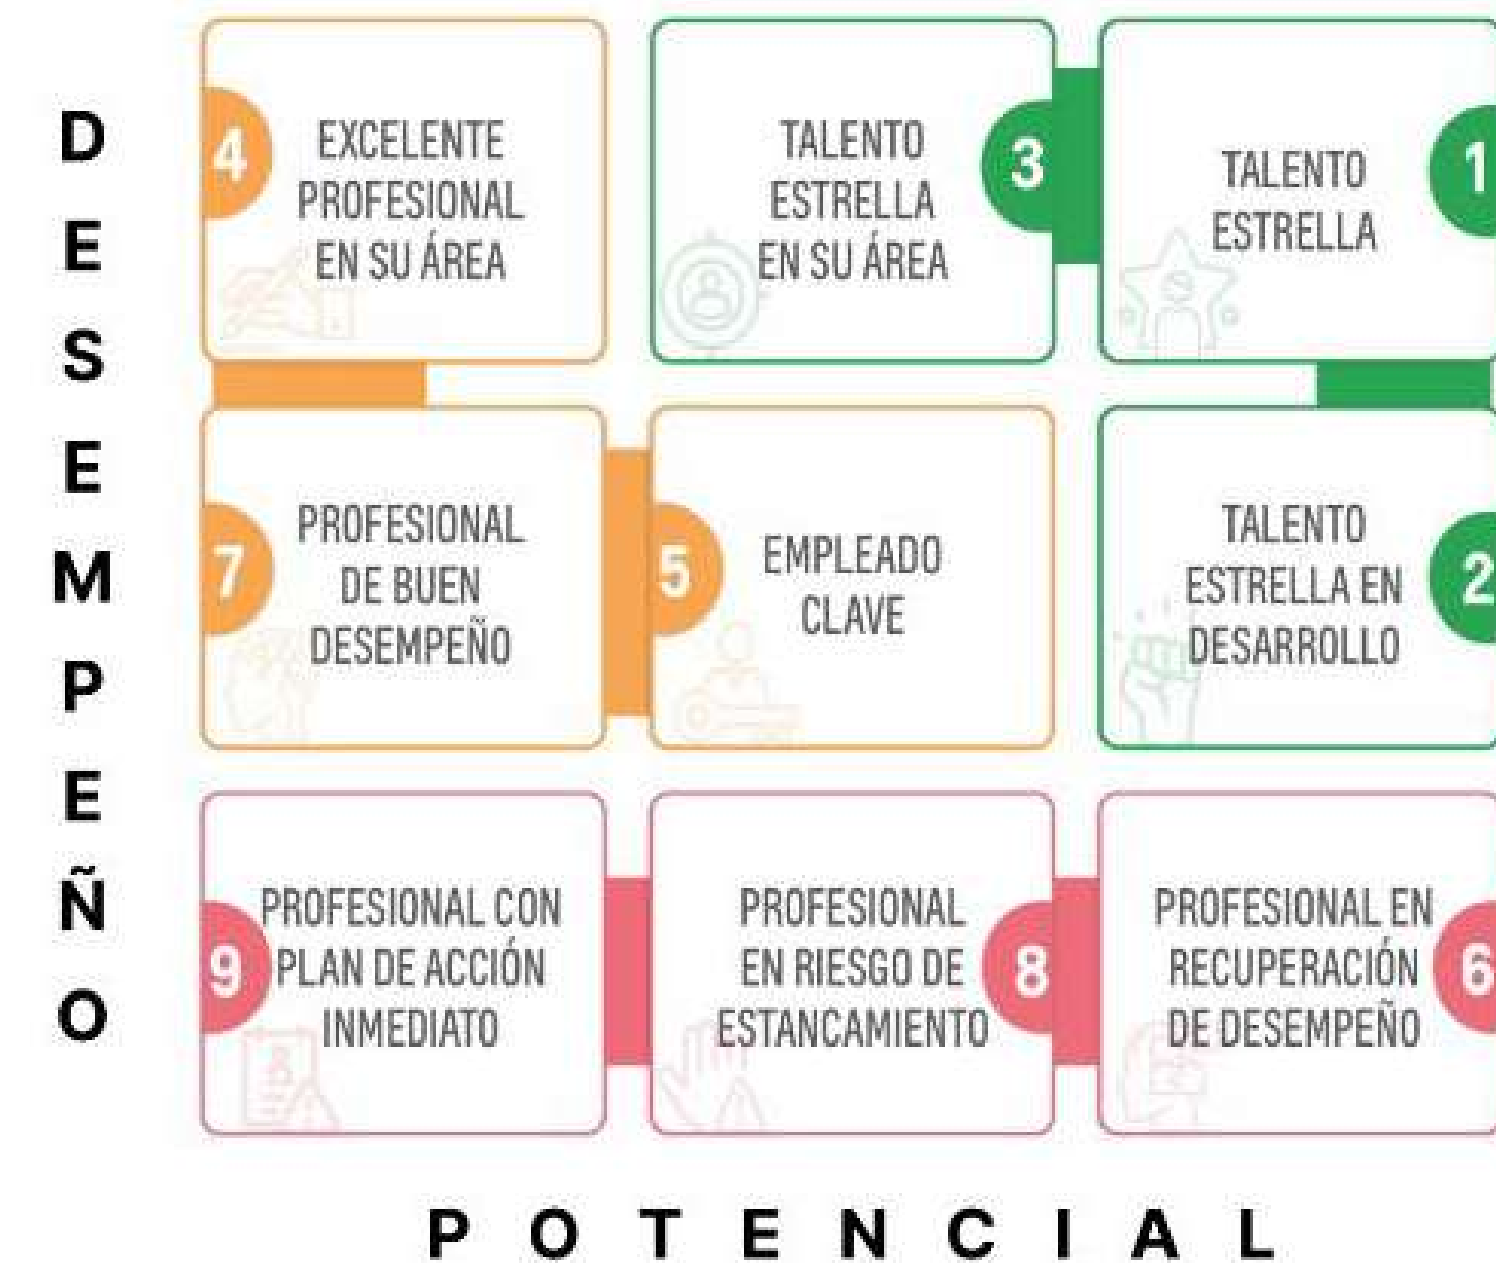 DESEMPEÑO
4
EXCELENTE
PROFESIONAL
EN SU ÁREA
TALENTO
ESTRELLA
EN SU ÁREA
3
TALENTO
ESTRELLA
1
7
PROFESIONAL
DE BUEN
DESEMPEÑO
5
EMPLEADO
CLAVE
TALENTO
ESTRELLA EN
DESARROLLO
2
9
PROFESIONAL CON
PLAN DE ACCIÓN
INMEDIATO
PROFESIONAL
EN RIESGO DE
ESTANCAMIENTO
8
PROFESIONAL EN
RECUPERACIÓN
DE DESEMPEÑO
6
POTENCIAL